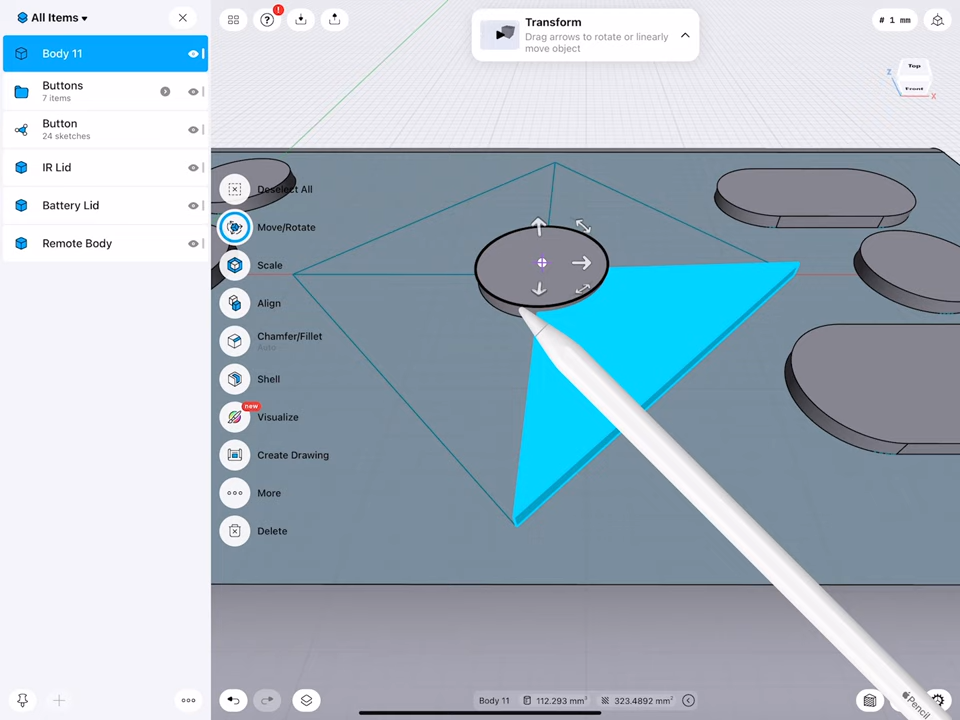 All Items
Body 11
Buttons
7 items
Button
24 sketches
IR Lid
Battery Lid
Remote Body
?
!
Transform
Drag arrows to rotate or linearly
move object
# 1 mm
Top
Front
Z
X
Deselect All
Move/Rotate
Scale
Align
Chamfer/Fillet
Auto
Shell
new
Visualize
Create Drawing
More
Delete
Body 11
112.293 mm³
323.4892 mm²
Pencil